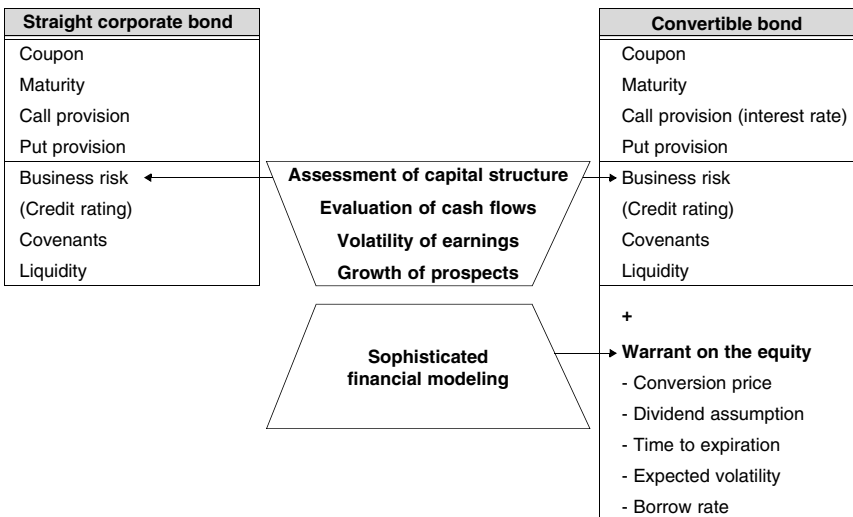 Straight corporate bond
Coupon
Maturity
Call provision
Put provision
Business risk
(Credit rating)
Covenants
Liquidity
Assessment of capital structure
Evaluation of cash flows
Volatility of earnings
Growth of prospects
Sophisticated
financial modeling
Convertible bond
Coupon
Maturity
Call provision (interest rate)
Put provision
Business risk
(Credit rating)
Covenants
Liquidity
+
Warrant on the equity
- Conversion price
- Dividend assumption
- Time to expiration
- Expected volatility
- Borrow rate